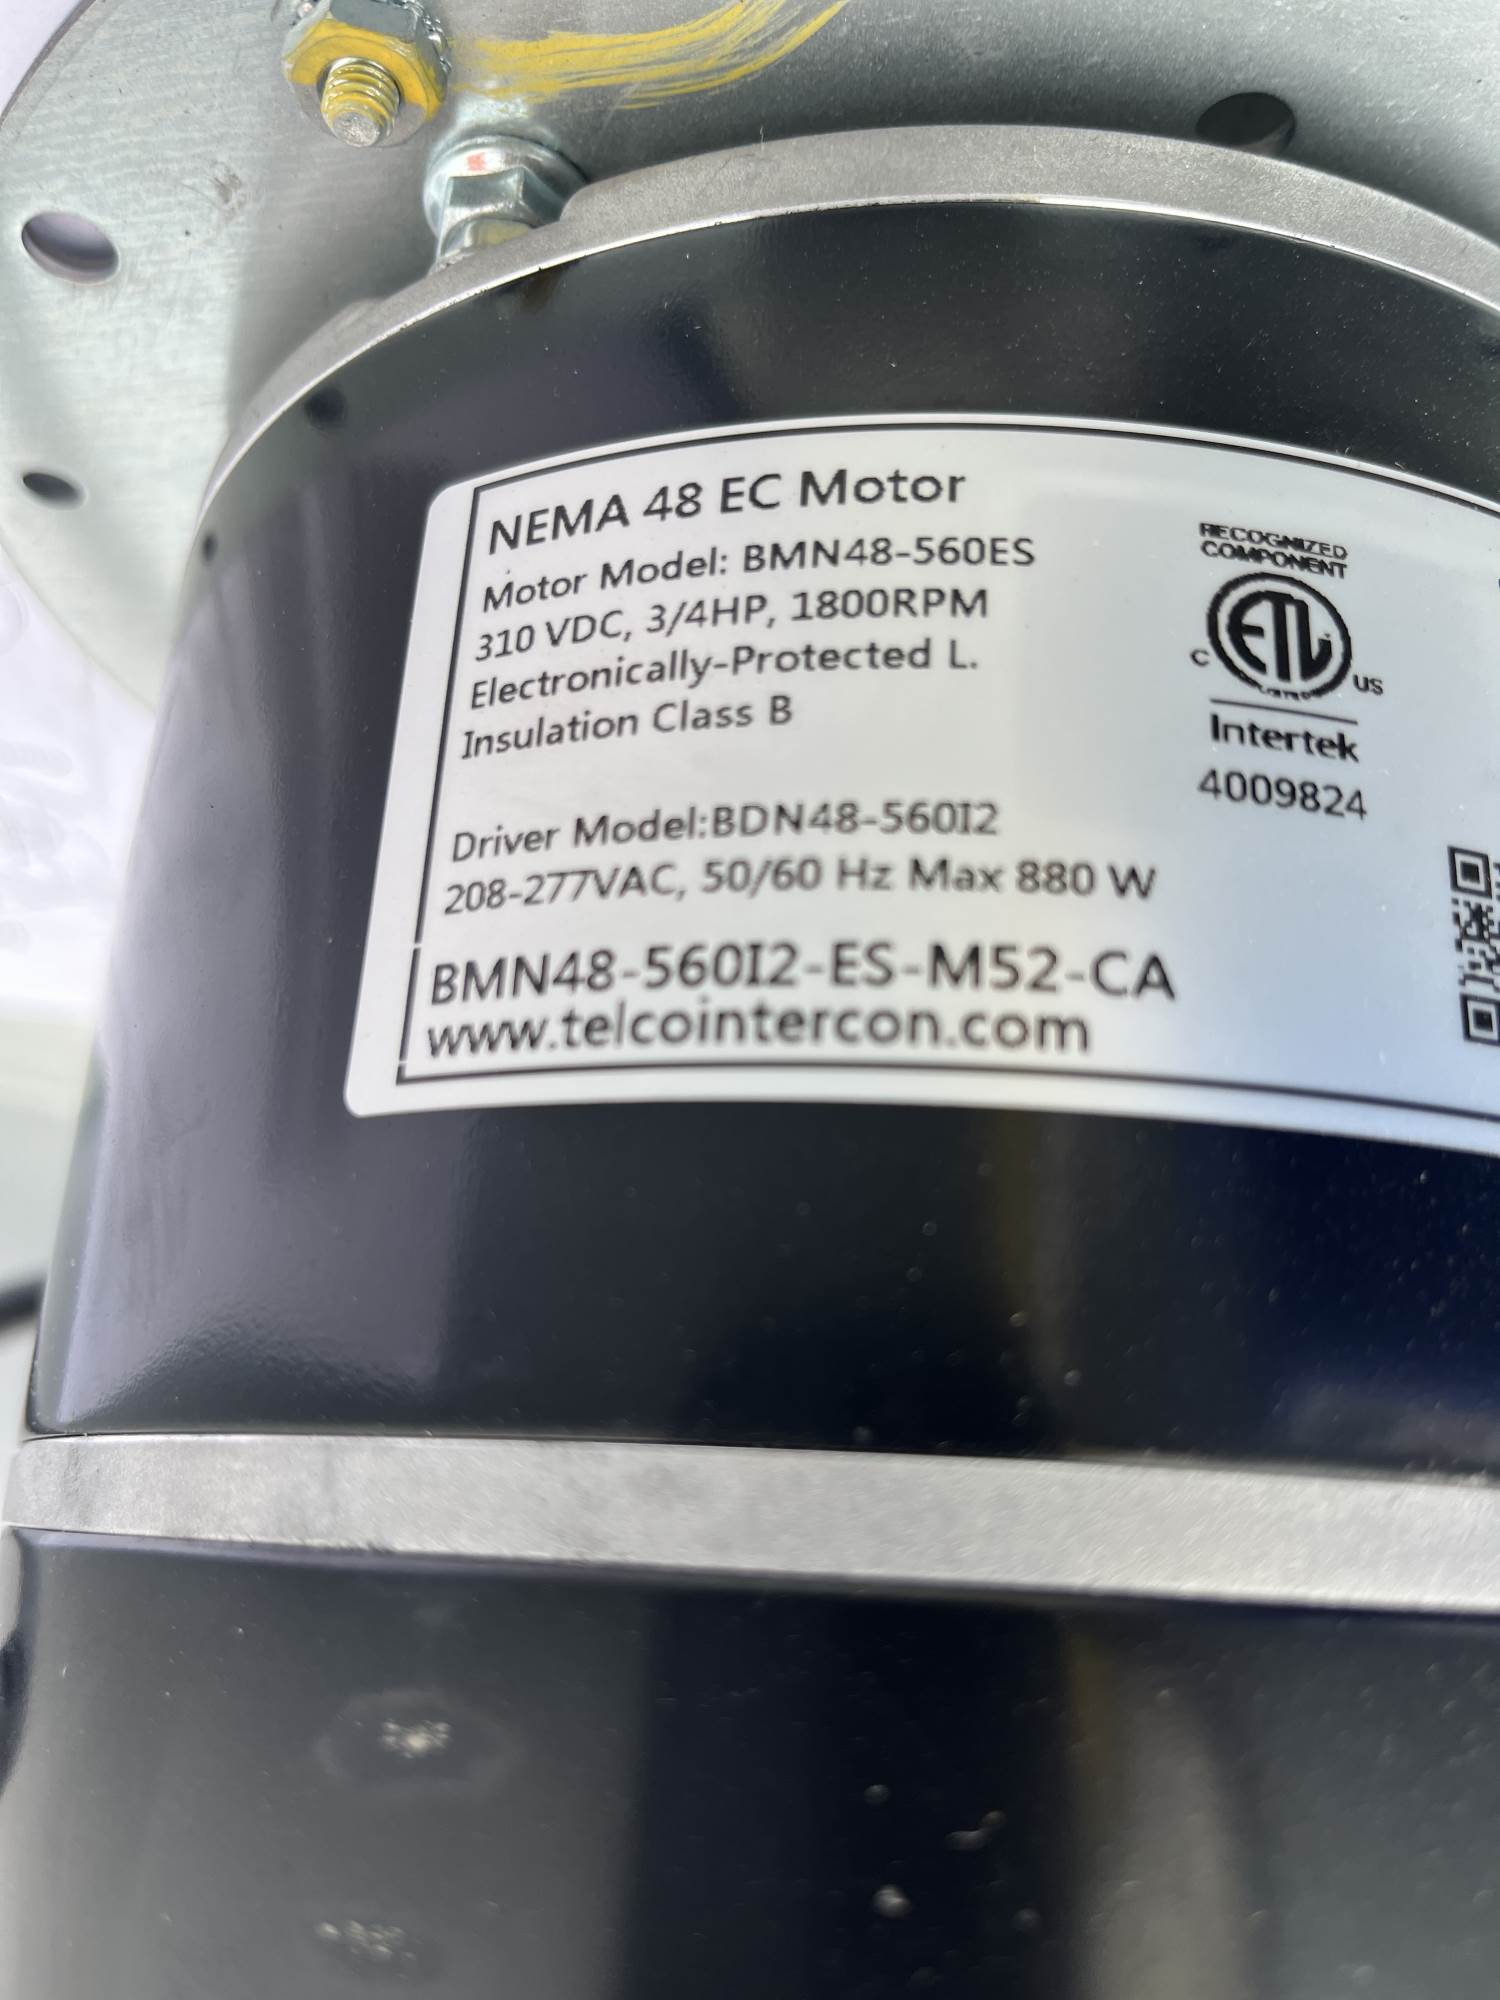 NEMA 48 EC Motor
Motor Model: BMN48-560ES
310 VDC, 3/4HP, 1800RPM
Electronically-Protected L.
Insulation Class B
Driver Model:BDN48-560I2
208-277VAC, 50/60 Hz Max 880 W
BMN48-560I2-ES-M52-CA
www.telcointercon.com
RECOGNIZED
COMPONENT
ETL
C US
Intertek
4009824